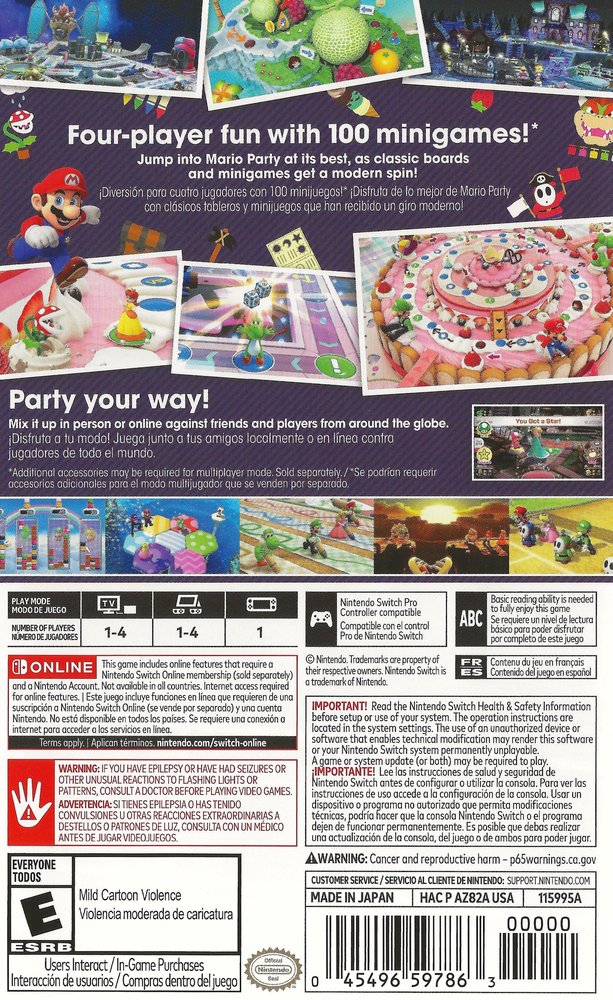 Four-player fun with 100 minigames!*
Jump into Mario Party at its best, as classic boards
and minigames get a modern spin!
¡Diversión para cuatro jugadores con 100 minijuegos!* ¡Disfruta de lo mejor de Mario Party
con clásicos tableros y minijuegos que han recibido un giro moderno!
Party your way!
Mix it up in person or online against friends and players from around the globe.
¡Disfruta a tu modo! Juega junto a tus amigos localmente o en línea contra
jugadores de todo el mundo.
*Additional accessories may be required for multiplayer mode. Sold separately. / *Se podrían requerir
accesorios adicionales para el modo multijugador que se venden por separado.
You Got a Star!
PLAY MODE
MODO DE JUEGO
TV
NUMBER OF PLAYERS
NÚMERO DE JUGADORES
1-4
1-4
1
Nintendo Switch Pro
Controller compatible
Compatible con el control
Pro de Nintendo Switch
ABC
Basic reading ability is needed
to fully enjoy this game
Se requiere un nivel de lectura
básico para poder disfrutar
por completo de este juego
ONLINE
This game includes online features that require a
Nintendo Switch Online membership (sold separately)
and a Nintendo Account. Not available in all countries. Internet access required
for online features. | Este juego incluye funciones en línea que requieren de una
suscripción a Nintendo Switch Online (se vende por separado) y una cuenta
Nintendo. No está disponible en todos los países. Se requiere una conexión a
internet para acceder a los servicios en línea.
Terms apply. | Aplican términos. nintendo.com/switch-online
© Nintendo. Trademarks are property of
their respective owners. Nintendo Switch is
a trademark of Nintendo.
FR
ES
Contenu du jeu en français
Contenido del juego en español
WARNING: IF YOU HAVE EPILEPSY OR HAVE HAD SEIZURES OR
OTHER UNUSUAL REACTIONS TO FLASHING LIGHTS OR
PATTERNS, CONSULT A DOCTOR BEFORE PLAYING VIDEO GAMES.
ADVERTENCIA: SI TIENES EPILEPSIA O HAS TENIDO
CONVULSIONES U OTRAS REACCIONES EXTRAORDINARIAS A
DESTELLOS O PATRONES DE LUZ, CONSULTA CON UN MÉDICO
ANTES DE JUGAR VIDEOJUEGOS.
IMPORTANT! Read the Nintendo Switch Health & Safety Information
before setup or use of your system. The operation instructions are
located in the system settings. The use of an unauthorized device or
software that enables technical modification may render this software
or your Nintendo Switch system permanently unplayable.
A game or system update (or both) may be required to play.
¡IMPORTANTE! Lee las instrucciones de salud y seguridad de
Nintendo Switch antes de configurar o utilizar la consola. Para ver las
instrucciones de uso accede a la configuración de la consola. Usar un
dispositivo o programa no autorizado que permita modificaciones
técnicas, podría hacer que la consola Nintendo Switch o el programa
dejen de funcionar permanentemente. Es posible que debas realizar
una actualización de la consola, del juego o de ambos para poder jugar.
WARNING: Cancer and reproductive harm – p65warnings.ca.gov
CUSTOMER SERVICE / SERVICIO AL CLIENTE DE NINTENDO: SUPPORT.NINTENDO.COM
MADE IN JAPAN
HAC P AZ82A USA
115995A
EVERYONE
TODOS
E
ESRB
Mild Cartoon Violence
Violencia moderada de caricatura
Users Interact / In-Game Purchases
Interacción de usuarios / Compras dentro del juego
Official
Nintendo
Seal
00000
0 45496 59786 3